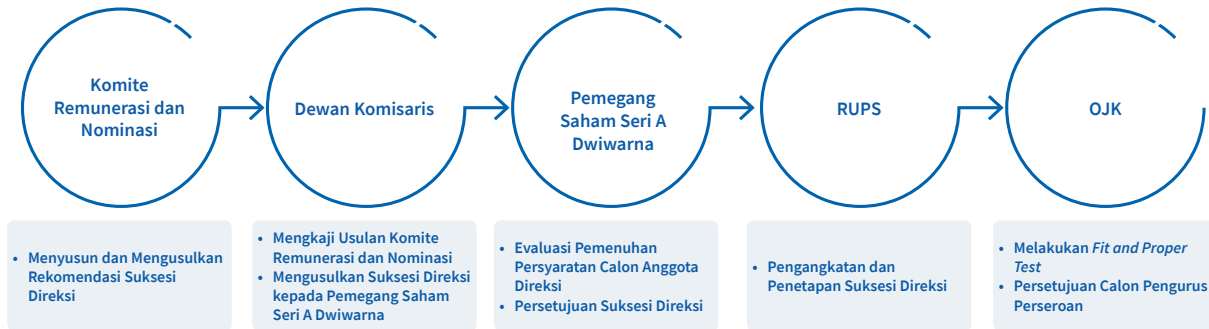 Komite
Remunerasi dan
Nominasi
Dewan Komisaris
Pemegang
Saham Seri A
Dwiwarna
RUPS
OJK
• Menyusun dan Mengusulkan
Rekomendasi Suksesi
Direksi
• Mengkaji Usulan Komite
Remunerasi dan Nominasi
• Mengusulkan Suksesi Direksi
kepada Pemegang Saham
Seri A Dwiwarna
• Evaluasi Pemenuhan
Persyaratan Calon Anggota
Direksi
• Persetujuan Suksesi Direksi
• Pengangkatan dan
Penetapan Suksesi Direksi
• Melakukan Fit and Proper
Test
• Persetujuan Calon Pengurus
Perseroan